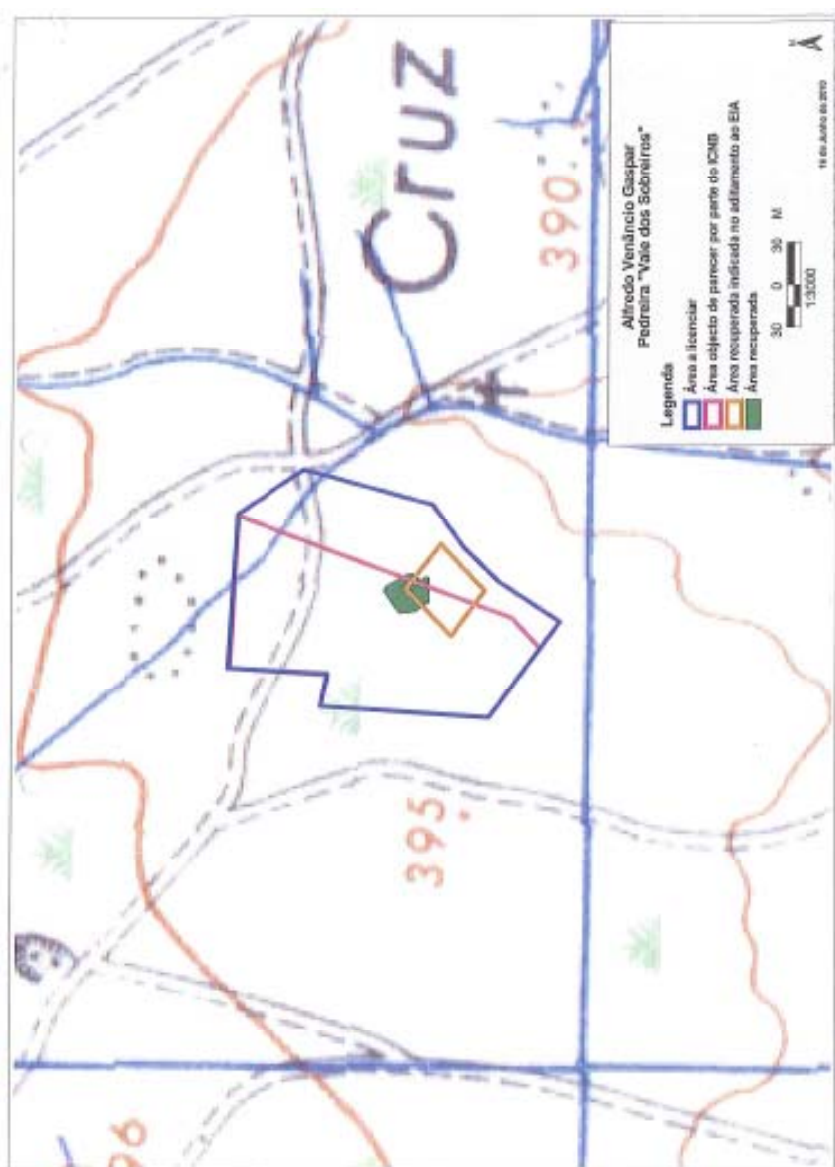 Cruz
390
395
96
Alfredo Venâncio Gaspar
Pedreira "Vale dos Sobreiros"
Legenda
Área a licenciar
Área objecto de parecer por parte do ICNB
Área recuperada indicada no aditamento ao EIA
Área recuperada
30 0 30 M
1:3000
N